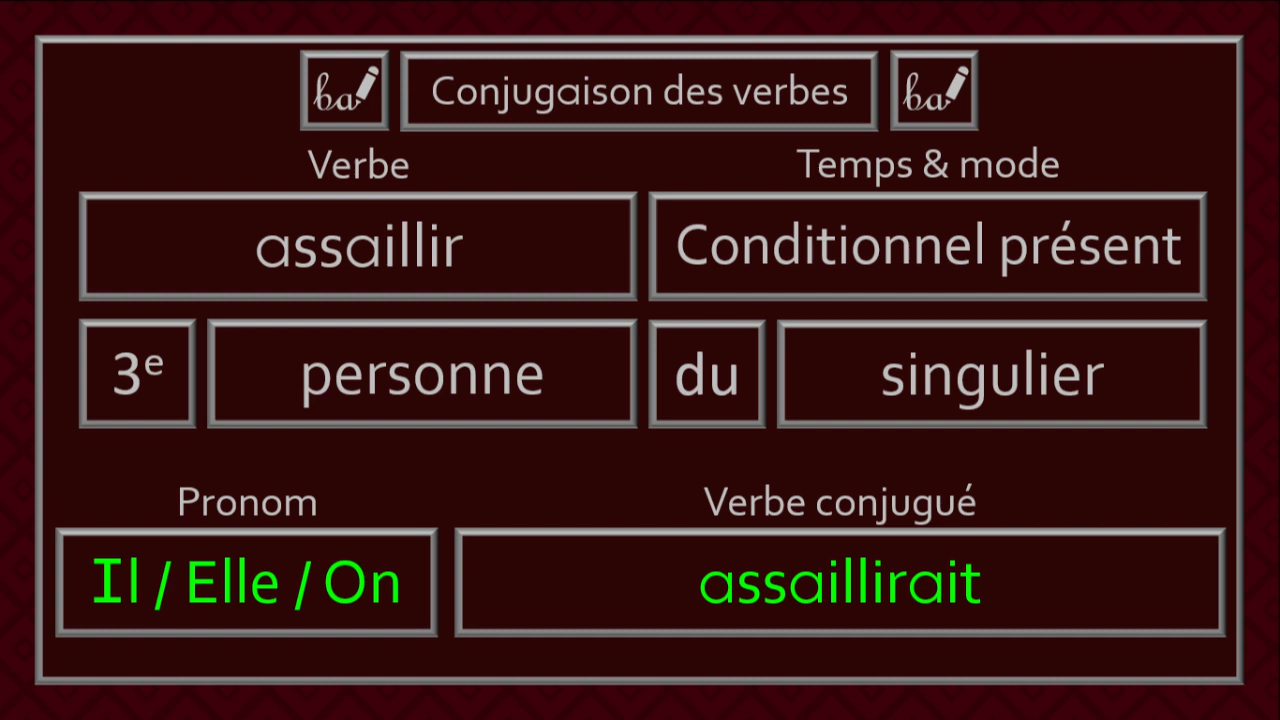 ba Conjugaison des verbes ba
Verbe Temps & mode
assaillir Conditionnel présent
3e personne du singulier
Pronom Verbe conjugué
Il / Elle / On assaillirait